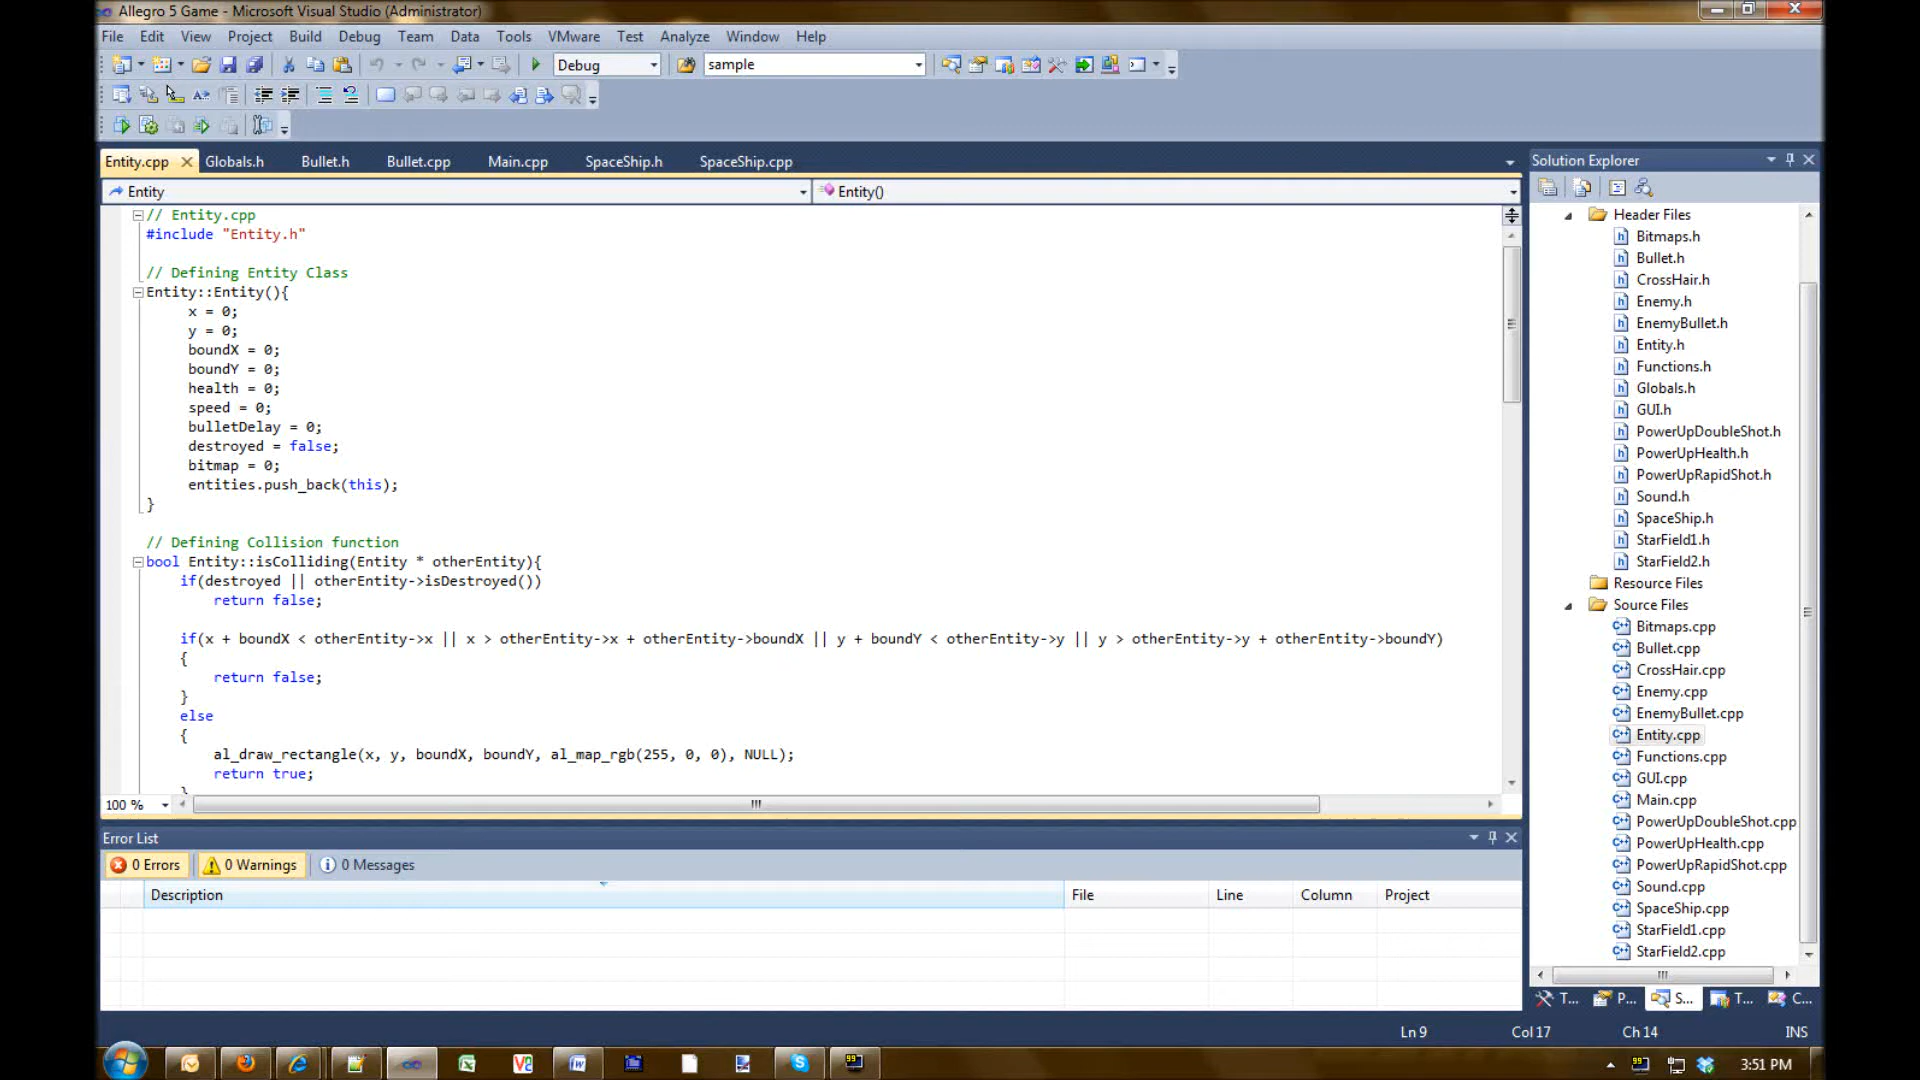 Allegro 5 Game - Microsoft Visual Studio (Administrator)
File Edit View Project Build Debug Team Data Tools VMware Test Analyze Window Help
Debug sample
Entity.cpp Globals.h Bullet.h Bullet.cpp Main.cpp SpaceShip.h SpaceShip.cpp
Entity Entity()
// Entity.cpp
#include "Entity.h"
// Defining Entity Class
Entity::Entity(){
x = 0;
y = 0;
boundX = 0;
boundY = 0;
health = 0;
speed = 0;
bulletDelay = 0;
destroyed = false;
bitmap = 0;
entities.push_back(this);
}
// Defining Collision function
bool Entity::isColliding(Entity * otherEntity){
if(destroyed || otherEntity->isDestroyed())
return false;
if(x + boundX < otherEntity->x || x > otherEntity->x + otherEntity->boundX || y + boundY < otherEntity->y || y > otherEntity->y + otherEntity->boundY)
{
return false;
}
else
{
al_draw_rectangle(x, y, boundX, boundY, al_map_rgb(255, 0, 0), NULL);
return true;
}
100 %
Error List
0 Errors 0 Warnings 0 Messages
Description File Line Column Project
Solution Explorer
Header Files
Bitmaps.h
Bullet.h
CrossHair.h
Enemy.h
EnemyBullet.h
Entity.h
Functions.h
Globals.h
GUI.h
PowerUpDoubleShot.h
PowerUpHealth.h
PowerUpRapidShot.h
Sound.h
SpaceShip.h
StarField1.h
StarField2.h
Resource Files
Source Files
Bitmaps.cpp
Bullet.cpp
CrossHair.cpp
Enemy.cpp
EnemyBullet.cpp
Entity.cpp
Functions.cpp
GUI.cpp
Main.cpp
PowerUpDoubleShot.cpp
PowerUpHealth.cpp
PowerUpRapidShot.cpp
Sound.cpp
SpaceShip.cpp
StarField1.cpp
StarField2.cpp
T... P... S... T... C...
Ln 9 Col 17 Ch 14 INS
3:51 PM